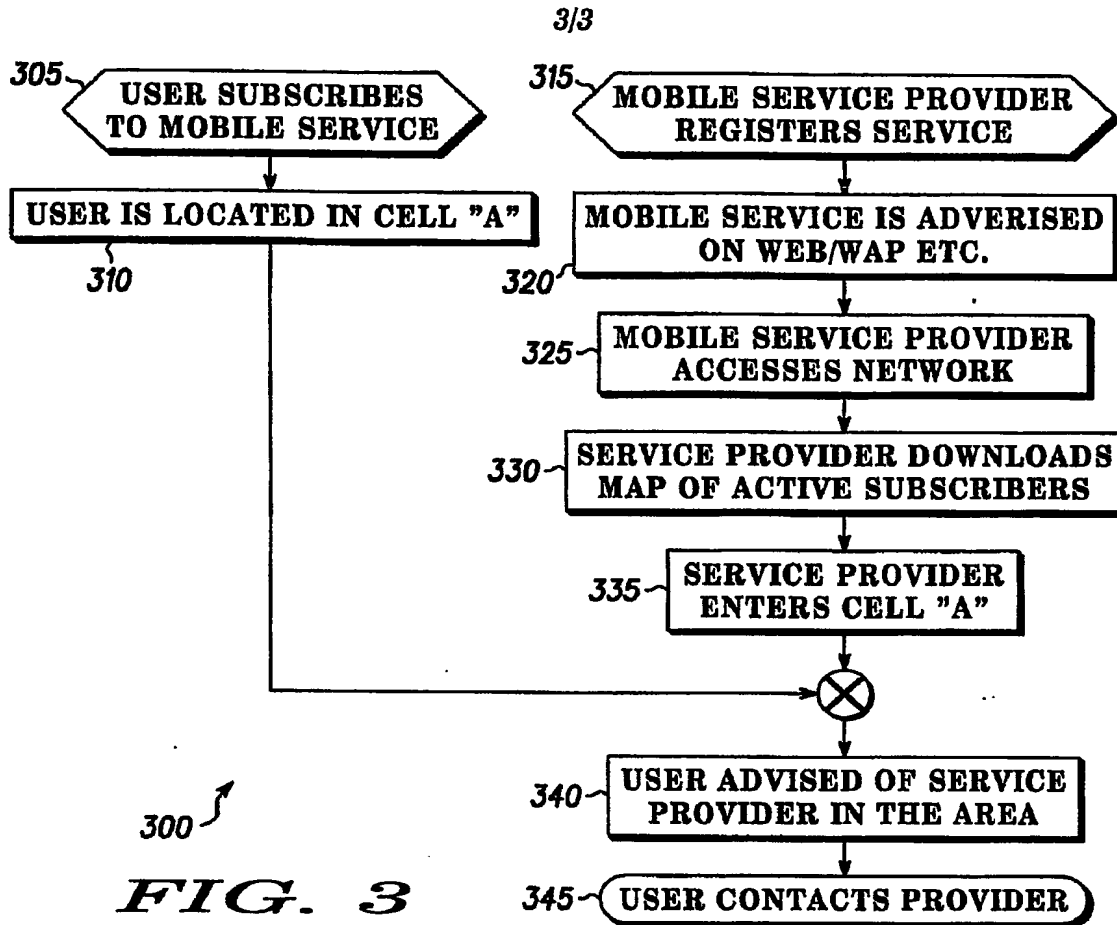 3/3
305
USER SUBSCRIBES
TO MOBILE SERVICE
USER IS LOCATED IN CELL "A"
310
315
MOBILE SERVICE PROVIDER
REGISTERS SERVICE
MOBILE SERVICE IS ADVERISED
ON WEB/WAP ETC.
320
325
MOBILE SERVICE PROVIDER
ACCESSES NETWORK
330
SERVICE PROVIDER DOWNLOADS
MAP OF ACTIVE SUBSCRIBERS
335
SERVICE PROVIDER
ENTERS CELL "A"
340
USER ADVISED OF SERVICE
PROVIDER IN THE AREA
345
USER CONTACTS PROVIDER
300
FIG. 3